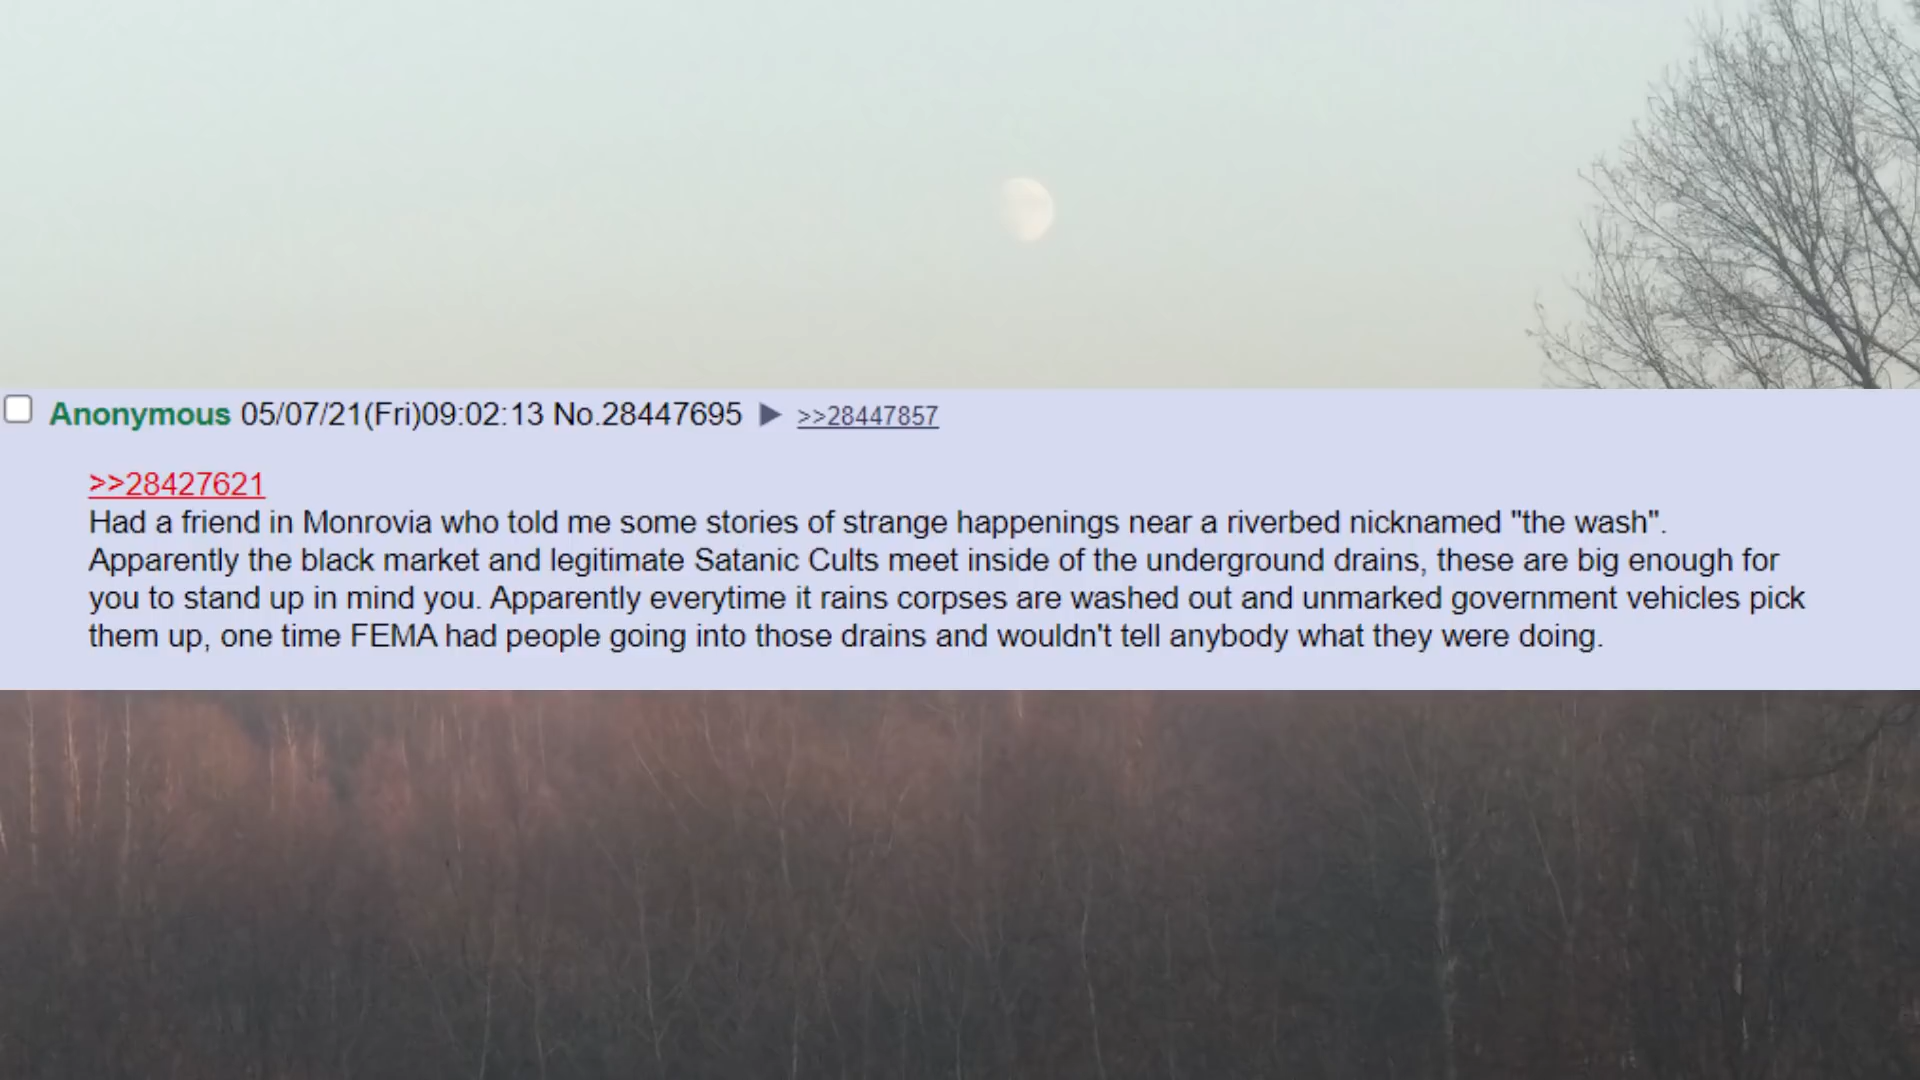 Anonymous 05/07/21(Fri)09:02:13 No.28447695 ▶ >>28447857
>>28427621
Had a friend in Monrovia who told me some stories of strange happenings near a riverbed nicknamed "the wash".
Apparently the black market and legitimate Satanic Cults meet inside of the underground drains, these are big enough for
you to stand up in mind you. Apparently everytime it rains corpses are washed out and unmarked government vehicles pick
them up, one time FEMA had people going into those drains and wouldn't tell anybody what they were doing.